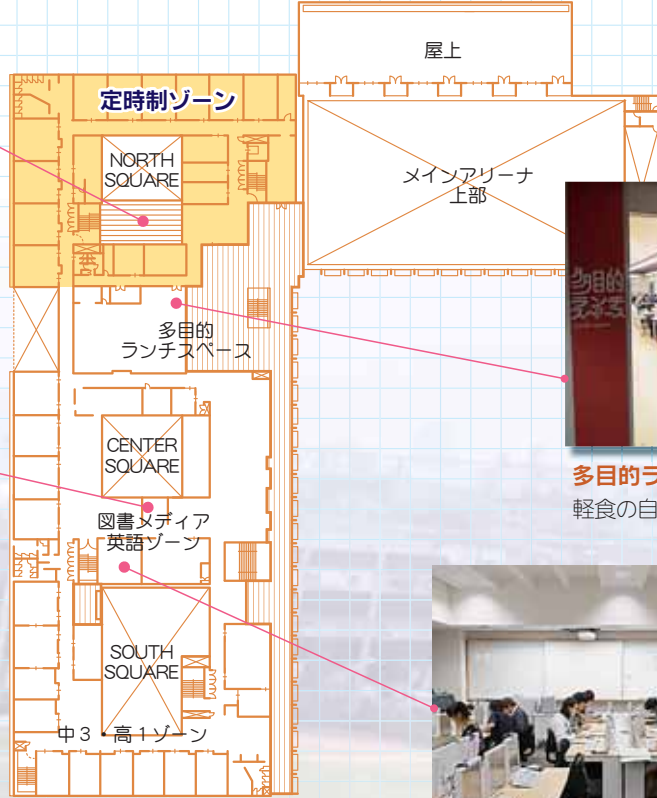 屋上
定時制ゾーン
NORTH
SQUARE
メインアリーナ
上部
多目的
ランチスペース
CENTER
SQUARE
図書メディア
英語ゾーン
多目的ラ
軽食の自
SOUTH
SQUARE
中3・高1ゾーン